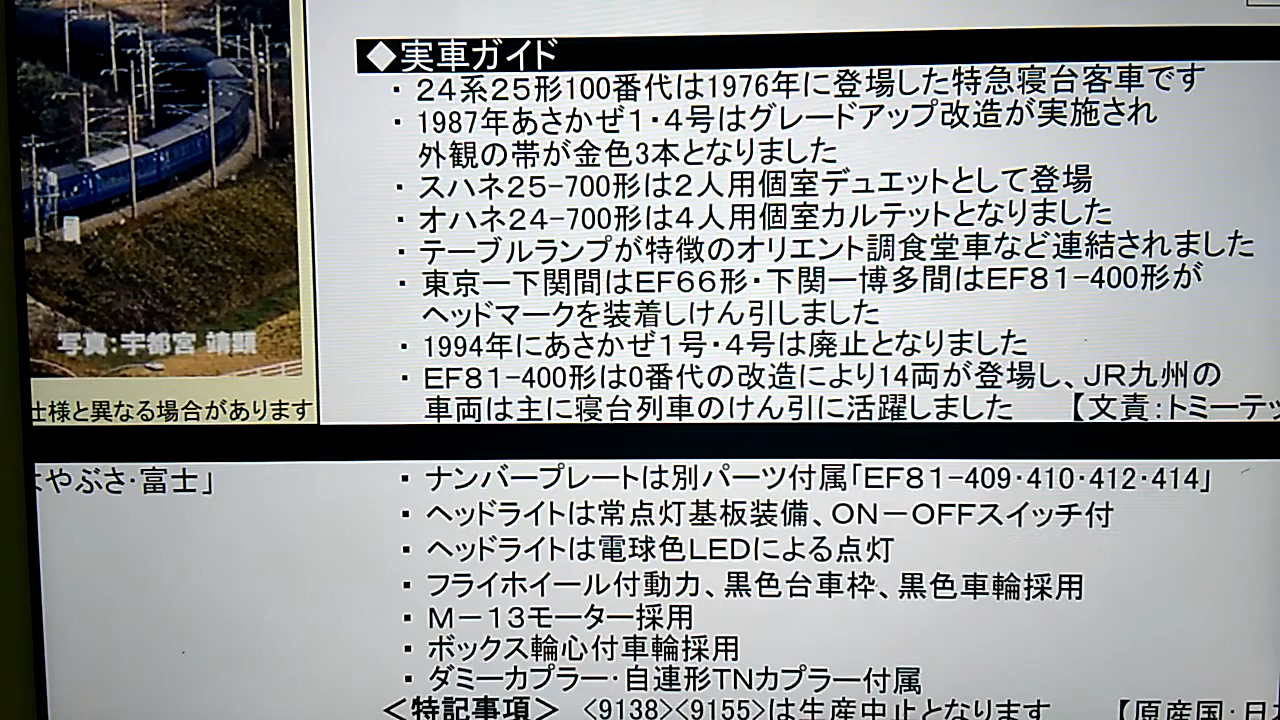 ◆実車ガイド
・２４系２５形100番代は1976年に登場した特急寝台客車です
・1987年あさかぜ１・４号はグレードアップ改造が実施され
外観の帯が金色3本となりました
・スハネ２５−７００形は２人用個室デュエットとして登場
・オハネ２４−７００形は４人用個室カルテットとなりました
・テーブルランプが特徴のオリエント調食堂車など連結されました
・東京ー下関間はＥＦ６６形・下関ー博多間はＥＦ８１−400形が
ヘッドマークを装着しけん引しました
・1994年にあさかぜ１号・４号は廃止となりました
・ＥＦ８１−400形は0番代の改造により14両が登場し、ＪＲ九州の
車両は主に寝台列車のけん引に活躍しました 【文責：トミーテッ
写真：宇都宮
仕様と異なる場合があります
はやぶさ・富士」
・ナンバープレートは別パーツ付属「ＥＦ８１−409・410・412・414」
・ヘッドライトは常点灯基板装備、ＯＮ−ＯＦＦスイッチ付
・ヘッドライトは電球色ＬＥＤによる点灯
・フライホイール付動力、黒色台車枠、黒色車輪採用
・Ｍ−１３モーター採用
・ボックス輪心付車輪採用
・ダミーカプラー・自連形ＴＮカプラー付属
＜特記事項＞ <9138><9155>は生産中止となります 【原産国：日